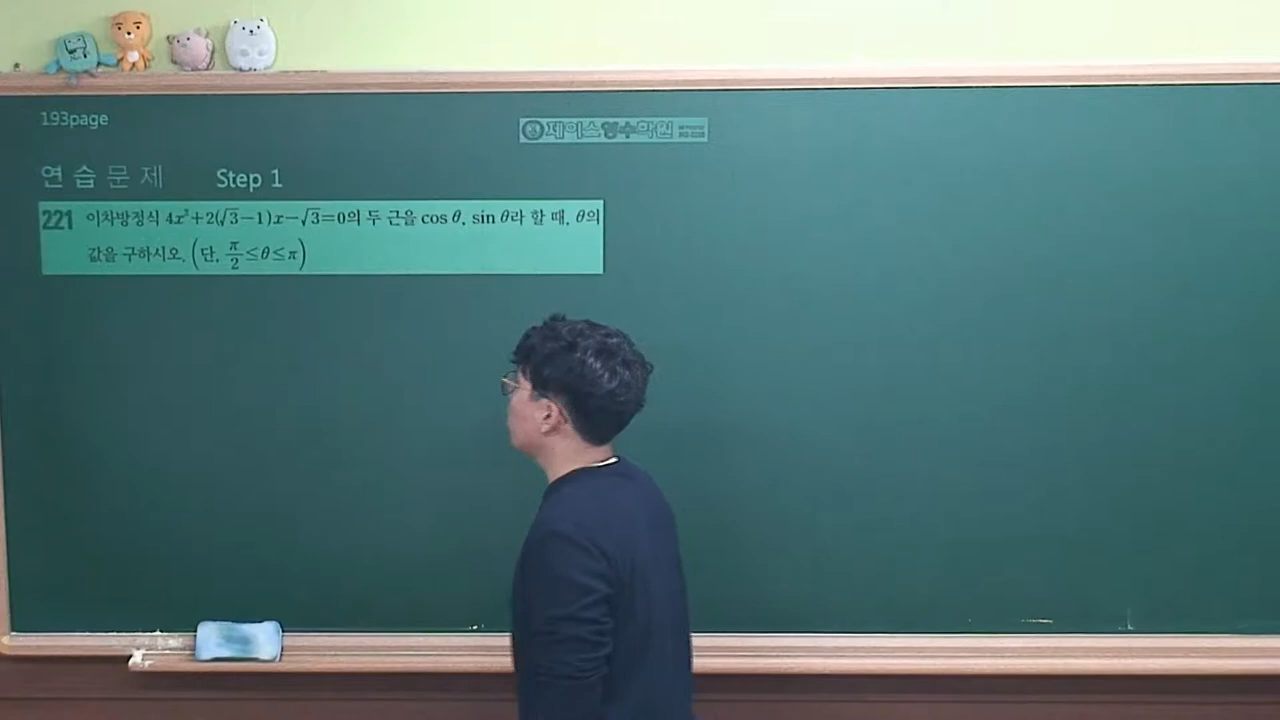 193page
제이스영수학원
연습문제 Step 1
221 이차방정식 4x²+2(√3−1)x−√3=0의 두 근을 cos θ, sin θ라 할 때, θ의
값을 구하시오. (단, π/2≤θ≤π)